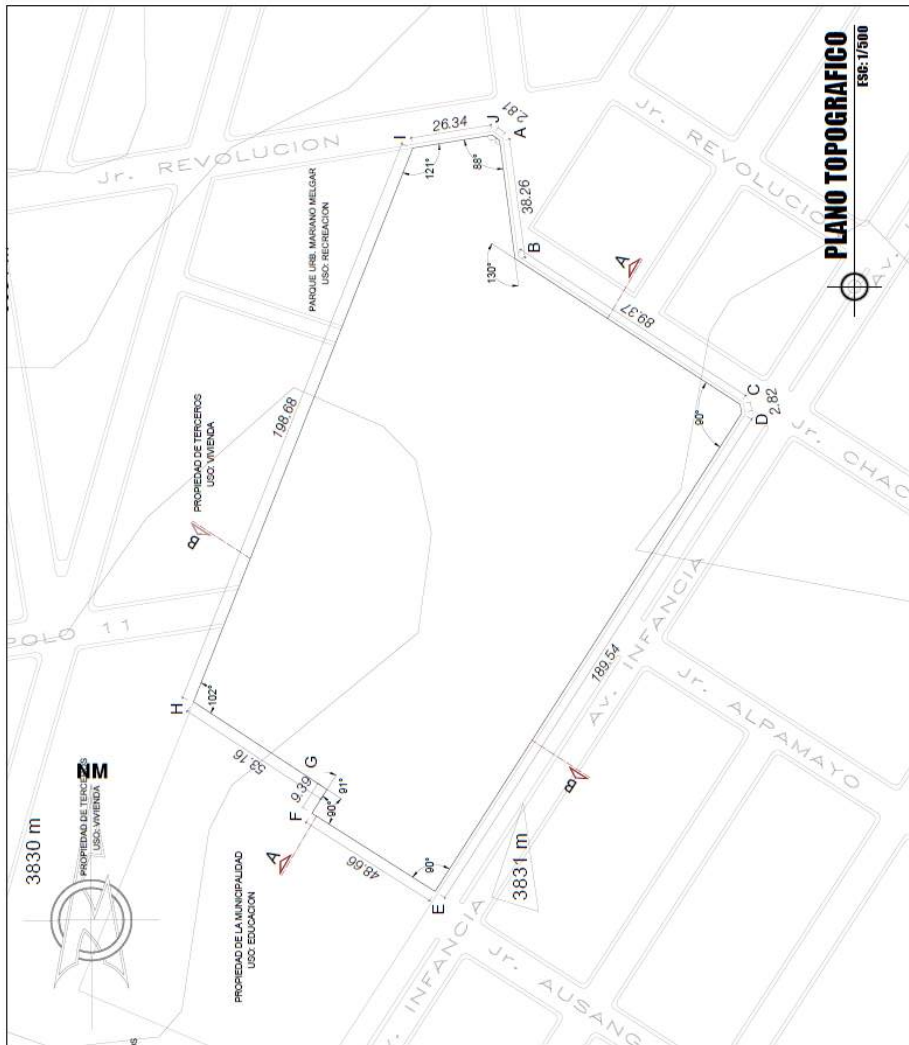 PLANO TOPOGRAFICO
ESC: 1/500
Jr. REVOLUCION
Jr. REVOLUCIO
PARQUE URB. MARIANO MELGAR
USO: RECREACION
PROPIEDAD DE TERCEROS
USO: VIVIENDA
POLO 11
NM
PROPIEDAD DE TERCEROS
USO: VIVIENDA
3830 m
PROPIEDAD DE LA MUNICIPALIDAD
USO: EDUCACION
I
26.34
J
2.81
A
121°
88°
38.26
B
130°
A
89.37
198.68
C
D
2.82
90°
B
H
102°
53.16
G
9.39
91°
F
90°
A
48.66
90°
E
189.54
B
3831 m
Av. INFANCIA
Av. INFANCIA
Jr. CHAC
Jr. ALPAMAYO
Jr. AUSANG